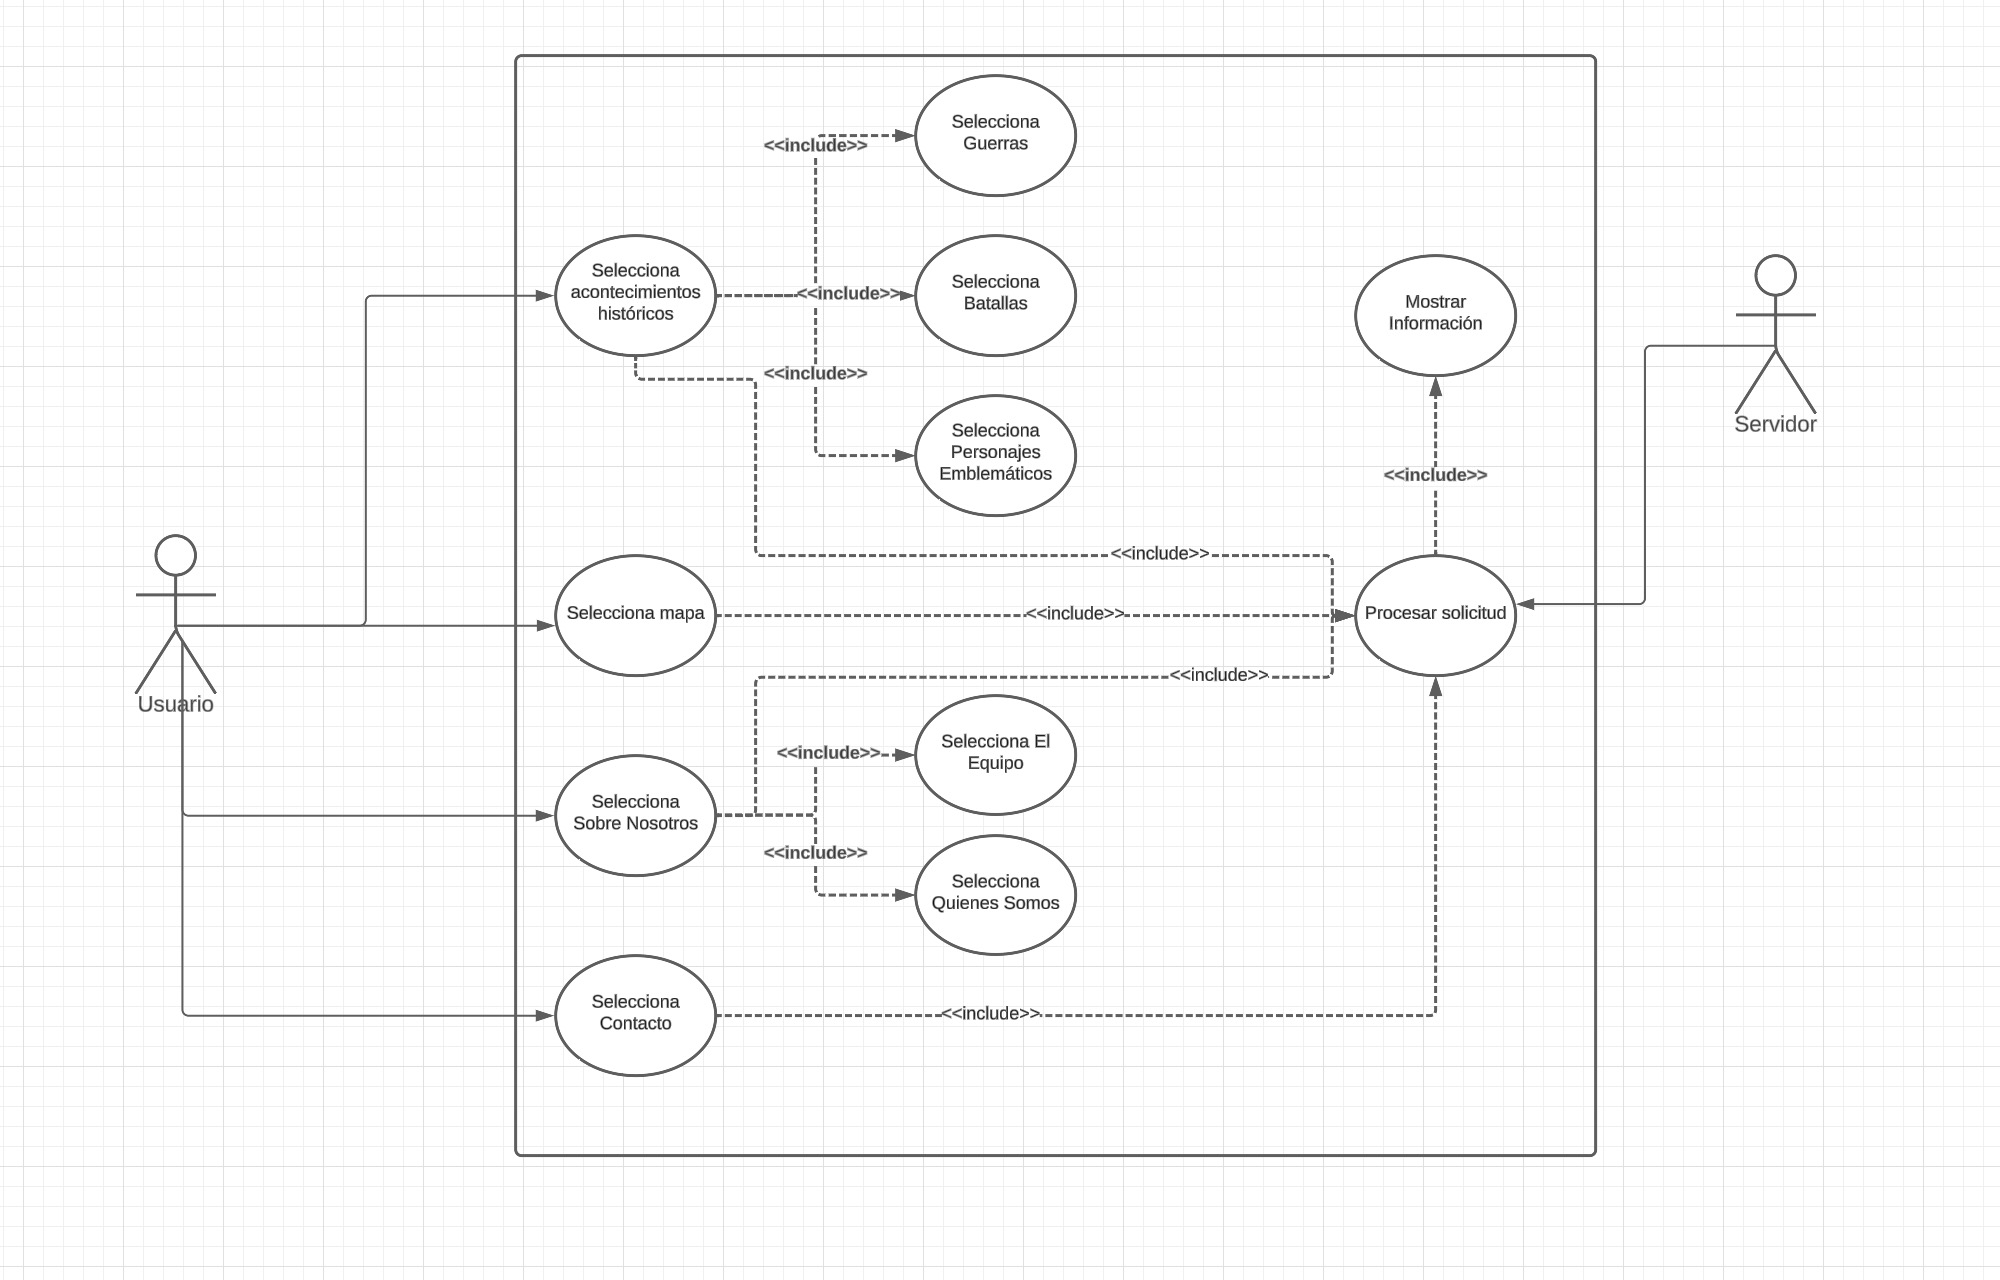 Selecciona
Guerras
<<include>>
Selecciona
acontecimientos
históricos
<<include>>
Selecciona
Batallas
Mostrar
Información
<<include>>
Selecciona
Personajes
Emblemáticos
Servidor
<<include>>
<<include>>
Selecciona mapa
<<include>>
Procesar solicitud
<<include>>
Usuario
<<include>>
Selecciona El
Equipo
Selecciona
Sobre Nosotros
<<include>>
Selecciona
Quienes Somos
Selecciona
Contacto
<<include>>